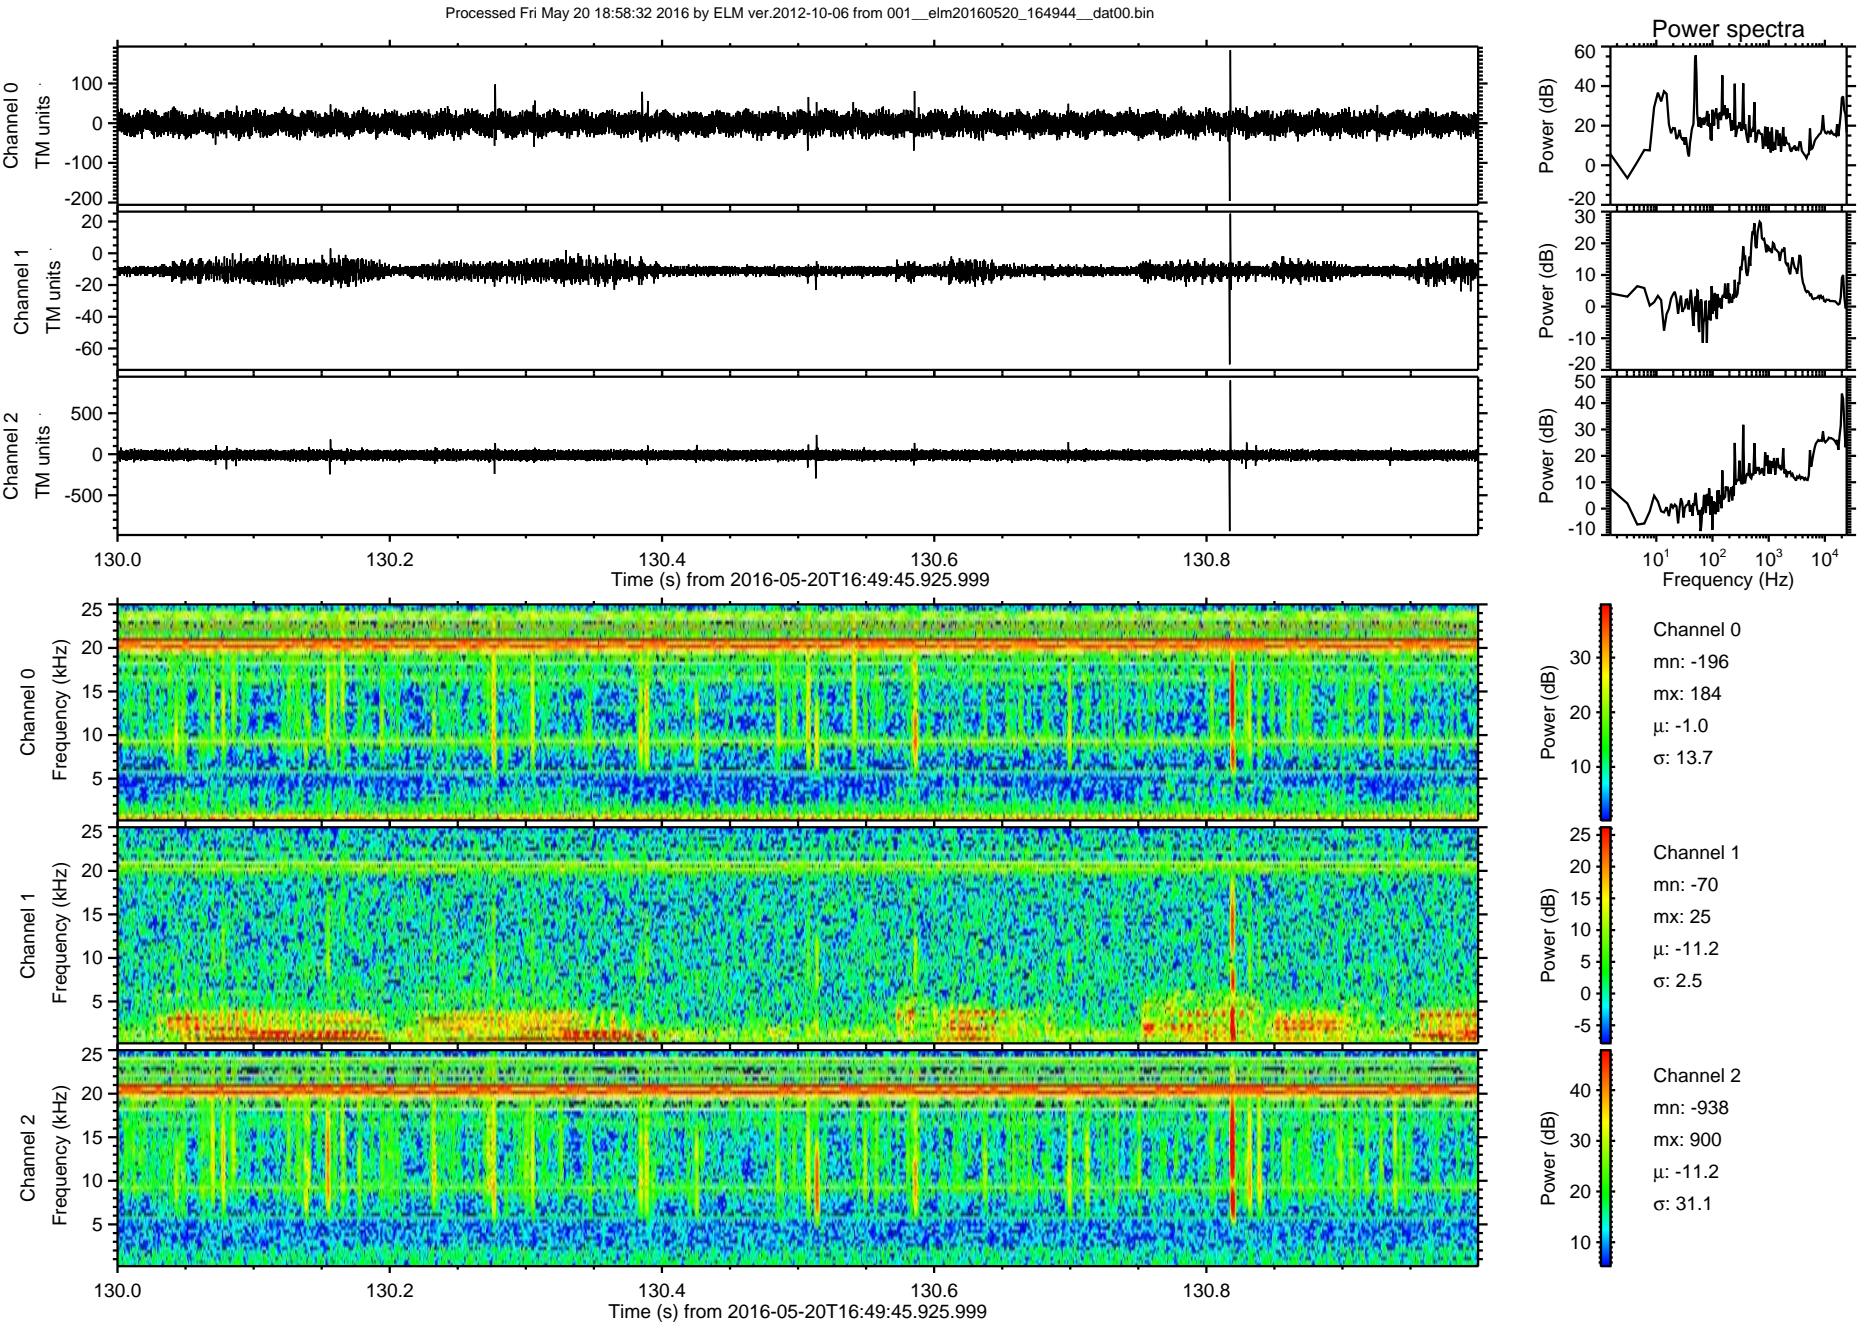 Processed Fri May 20 18:58:32 2016 by ELM ver.2012-10-06 from 001__elm20160520_164944__dat00.bin
Power spectra
Channel 0
TM units
100
0
-100
-200
Power (dB)
60
40
20
0
-20
Channel 1
TM units
20
0
-20
-40
-60
Power (dB)
30
20
10
0
-10
-20
Channel 2
TM units
500
0
-500
Power (dB)
50
40
30
20
10
0
-10
130.0 130.2 130.4 130.6 130.8
Time (s) from 2016-05-20T16:49:45.925.999
10¹ 10² 10³ 10⁴
Frequency (Hz)
Channel 0
Frequency (kHz)
25
20
15
10
5
Power (dB)
30
20
10
Channel 0
mn: -196
mx: 184
μ: -1.0
σ: 13.7
Channel 1
Frequency (kHz)
25
20
15
10
5
Power (dB)
25
20
15
10
5
0
-5
Channel 1
mn: -70
mx: 25
μ: -11.2
σ: 2.5
Channel 2
Frequency (kHz)
25
20
15
10
5
Power (dB)
40
30
20
10
Channel 2
mn: -938
mx: 900
μ: -11.2
σ: 31.1
130.0 130.2 130.4 130.6 130.8
Time (s) from 2016-05-20T16:49:45.925.999